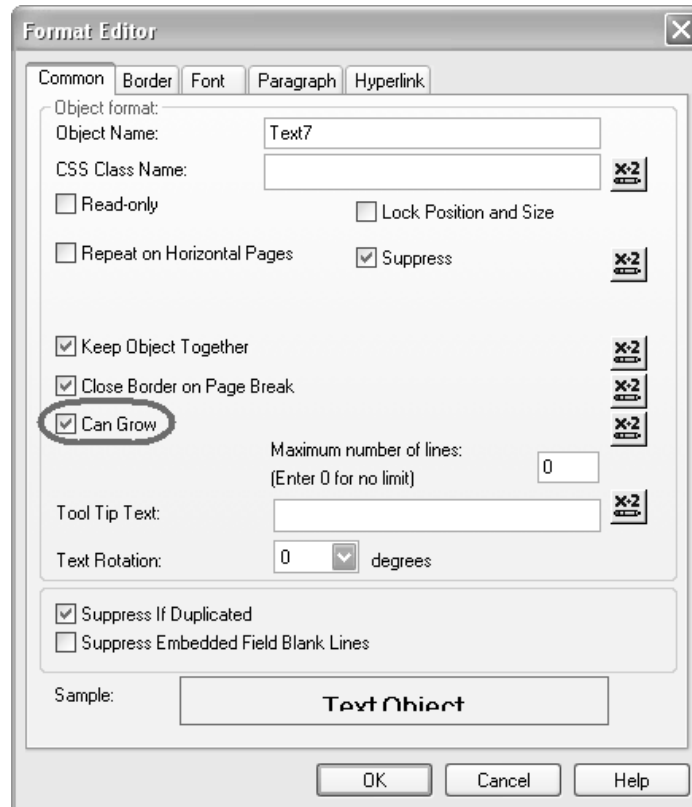 Format Editor
Common Border Font Paragraph Hyperlink
Object format:
Object Name: Text7
CSS Class Name:
Read-only Lock Position and Size
Repeat on Horizontal Pages Suppress
Keep Object Together
Close Border on Page Break
Can Grow
Maximum number of lines:
(Enter 0 for no limit) 0
Tool Tip Text:
Text Rotation: 0 degrees
Suppress If Duplicated
Suppress Embedded Field Blank Lines
Sample: Text Object
OK Cancel Help